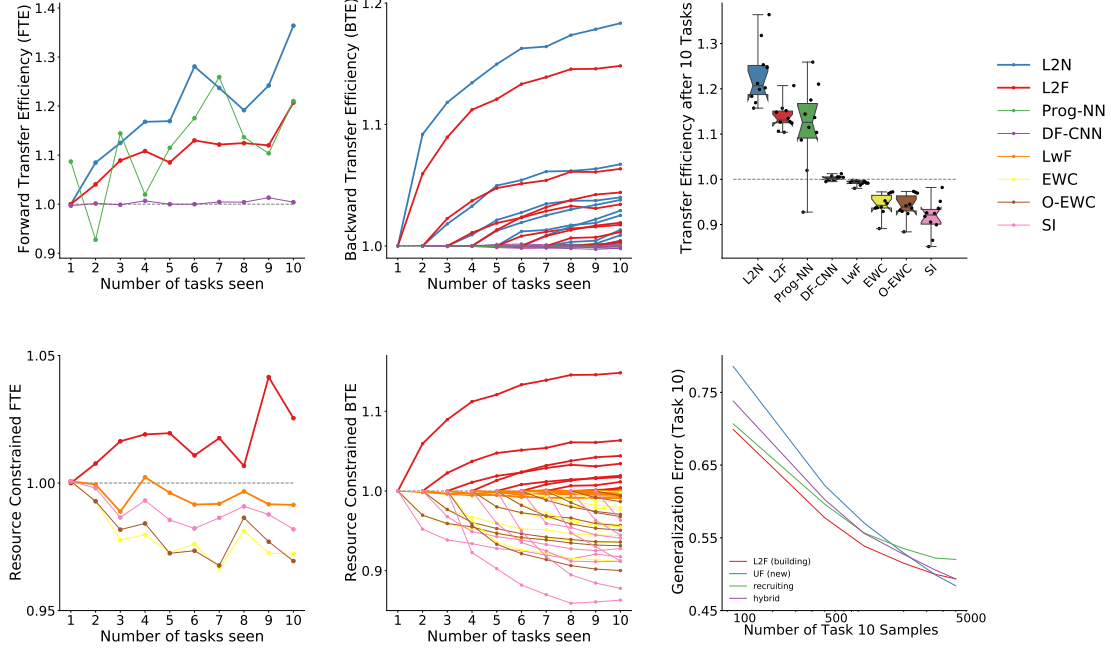 Forward Transfer Efficiency (FTE)
1.4
1.3
1.2
1.1
1.0
0.9
1 2 3 4 5 6 7 8 9 10
Number of tasks seen
Backward Transfer Efficiency (BTE)
1.2
1.1
1.0
1 2 3 4 5 6 7 8 9 10
Number of tasks seen
Transfer Efficiency after 10 Tasks
1.3
1.2
1.1
1.0
0.9
L2N
L2F
Prog-NN
DF-CNN
LwF
EWC
O-EWC
SI
L2N
L2F
Prog-NN
DF-CNN
LwF
EWC
O-EWC
SI
Resource Constrained FTE
1.05
1.00
0.95
1 2 3 4 5 6 7 8 9 10
Number of tasks seen
Resource Constrained BTE
1.1
1.0
0.9
1 2 3 4 5 6 7 8 9 10
Number of tasks seen
Generalization Error (Task 10)
0.75
0.65
0.55
0.45
L2F (building)
UF (new)
recruiting
hybrid
100 500 5000
Number of Task 10 Samples